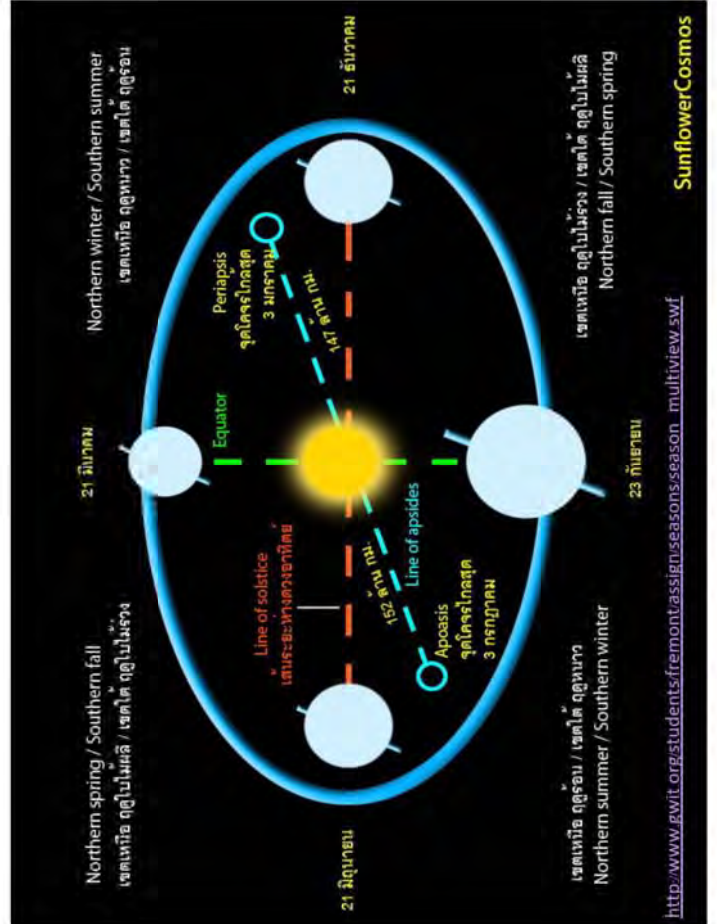 Northern spring / Southern fall
เขตเหนือ ฤดูใบไม้ผลิ / เขตใต้ ฤดูใบไม้ร่วง
21 มีนาคม
Northern winter / Southern summer
เขตเหนือ ฤดูหนาว / เขตใต้ ฤดูร้อน
Equator
Periapsis
จุดโคจรใกล้สุด
3 มกราคม
147 ล้าน กม.
Line of solstice
เส้นระยะห่างดวงอาทิตย์
21 มิถุนายน
21 ธันวาคม
152 ล้าน กม.
Line of apsides
Apoasis
จุดโคจรไกลสุด
3 กรกฎาคม
23 กันยายน
เขตเหนือ ฤดูร้อน / เขตใต้ ฤดูหนาว
Northern summer / Southern winter
เขตเหนือ ฤดูใบไม้ร่วง / เขตใต้ ฤดูใบไม้ผลิ
Northern fall / Southern spring
http://www.gwit.org/students/fremont/assign/seasons/season_multiview.swf
SunflowerCosmos